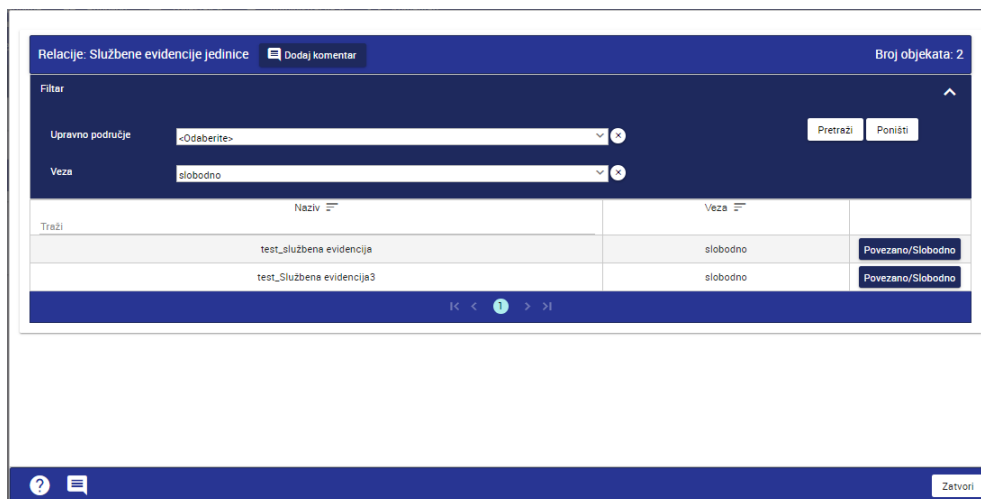 Relacije: Službene evidencije jedinice Dodaj komentar Broj objekata: 2
Filtar
Upravno područje <Odaberite> Pretraži Poništi
Veza slobodno
Naziv Veza
Traži
test_službena evidencija slobodno Povezano/Slobodno
test_Službena evidencija3 slobodno Povezano/Slobodno
1
Zatvori